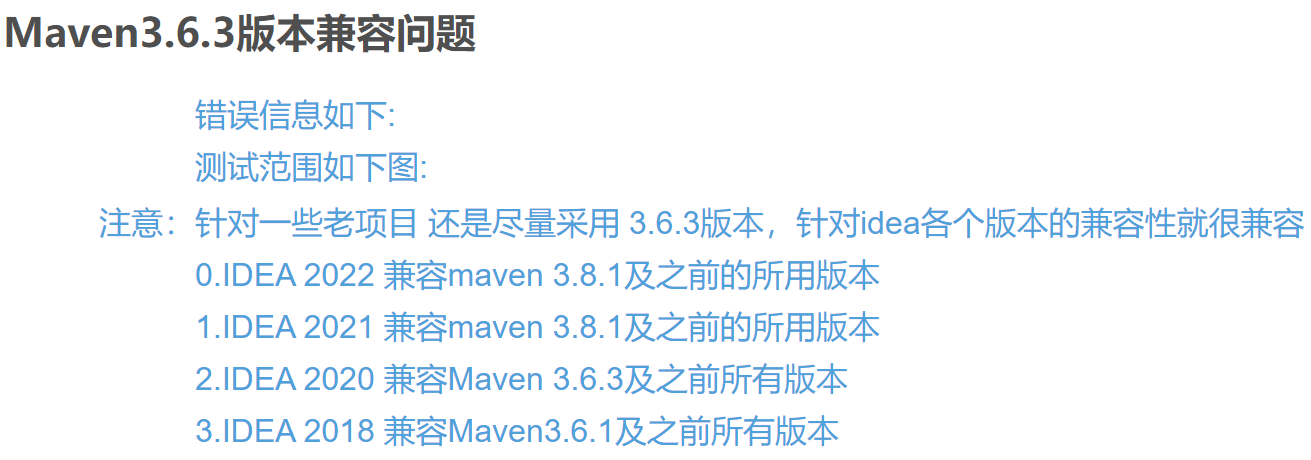 Maven3.6.3版本兼容问题
错误信息如下:
测试范围如下图:
注意：针对一些老项目 还是尽量采用 3.6.3版本，针对idea各个版本的兼容性就很兼容
0.IDEA 2022 兼容maven 3.8.1及之前的所用版本
1.IDEA 2021 兼容maven 3.8.1及之前的所用版本
2.IDEA 2020 兼容Maven 3.6.3及之前所有版本
3.IDEA 2018 兼容Maven3.6.1及之前所有版本